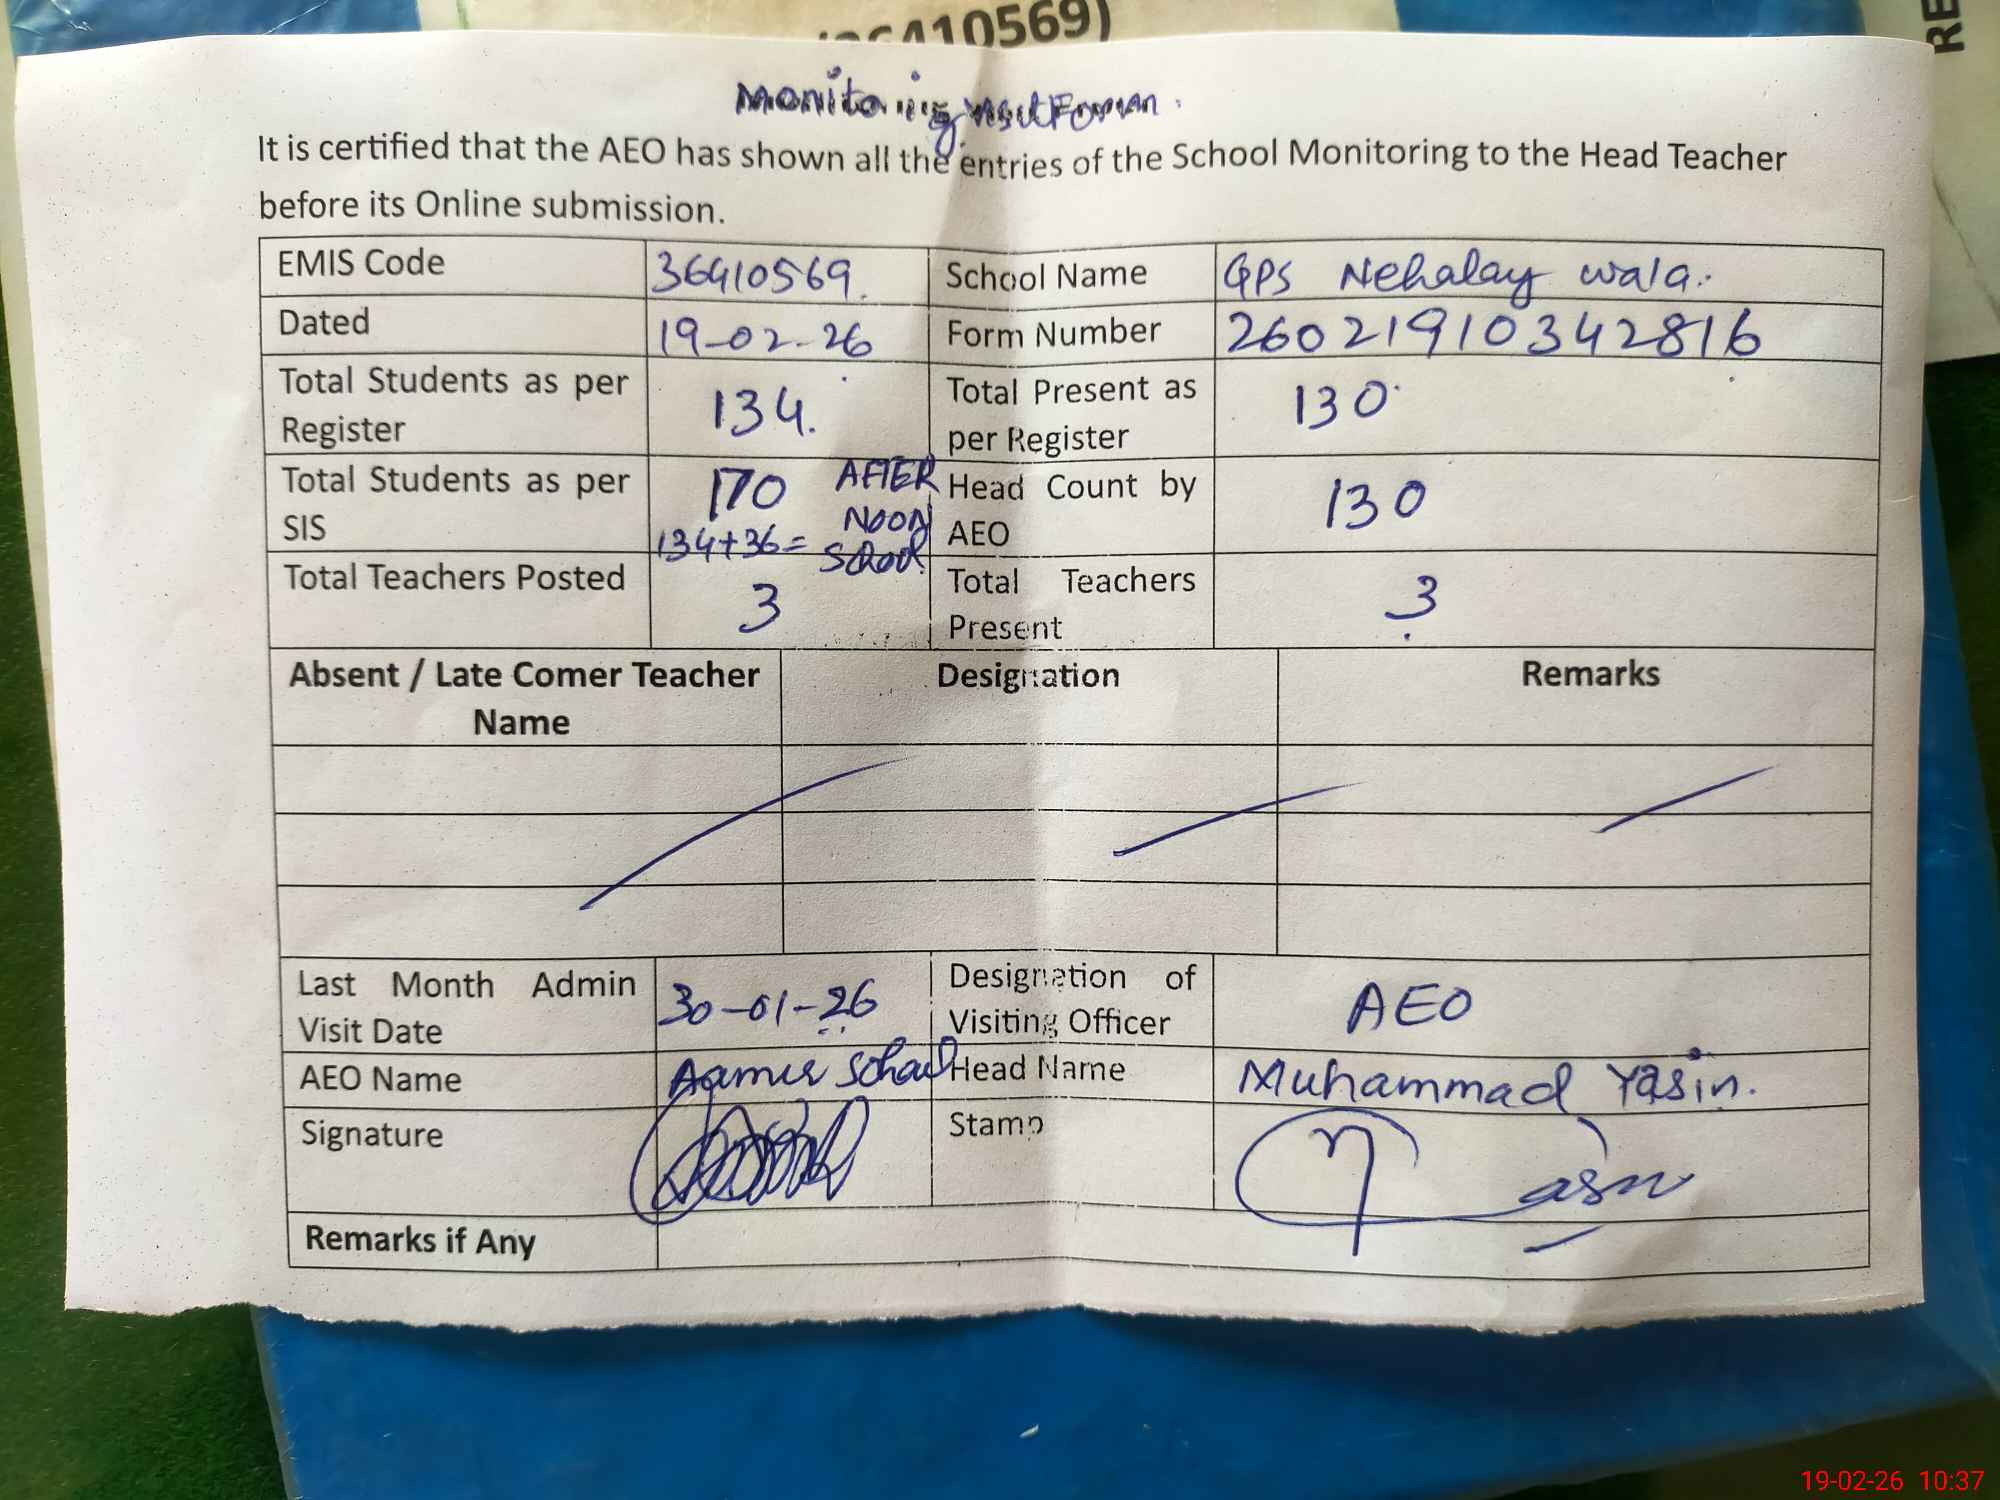 6410569)
RE
Monitoring Visit Form.
It is certified that the AEO has shown all the entries of the School Monitoring to the Head Teacher
before its Online submission.
EMIS Code 36410569. School Name GPS Nehalay wala.
Dated 19-02-26 Form Number 26021910342816
Total Students as per Register 134. Total Present as per Register 130
Total Students as per SIS 170 134+36= AFTER NOON School Head Count by AEO 130
Total Teachers Posted 3 Total Teachers Present 3
Absent / Late Comer Teacher Name Designation Remarks
Last Month Admin Visit Date 30-01-26 Designation of Visiting Officer AEO
AEO Name Aamir Sohail Head Name Muhammad Yasin.
Signature Stamp
Remarks if Any
19-02-26 10:37